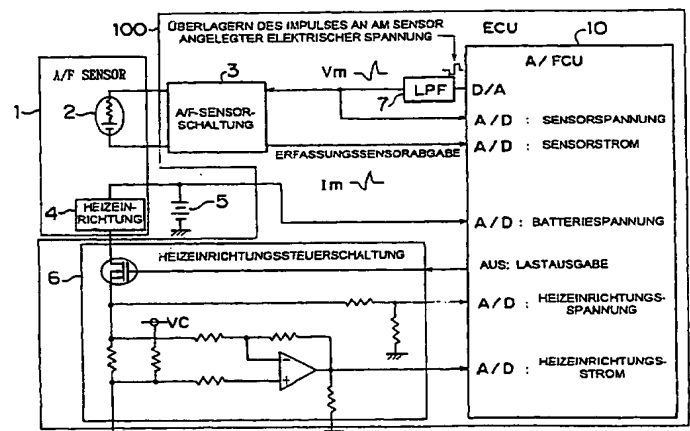 100
ÜBERLAGERN DES IMPULSES AN AM SENSOR
ANGELEGTER ELEKTRISCHER SPANNUNG
ECU
10
A/FCU
A/F SENSOR
1
2
3
A/F-SENSOR-
SCHALTUNG
Vm
LPF
7
D/A
A/D : SENSORSPANNUNG
A/D : SENSORSTROM
ERFASSUNGSSENSORABGABE
Im
4
HEIZEIN-
RICHTUNG
5
A/D : BATTERIESPANNUNG
6
HEIZEINRICHTUNGSSTEUERSCHALTUNG
AUS: LASTAUSGABE
A/D : HEIZEINRICHTUNGS-
SPANNUNG
VC
A/D : HEIZEINRICHTUNGS-
STROM